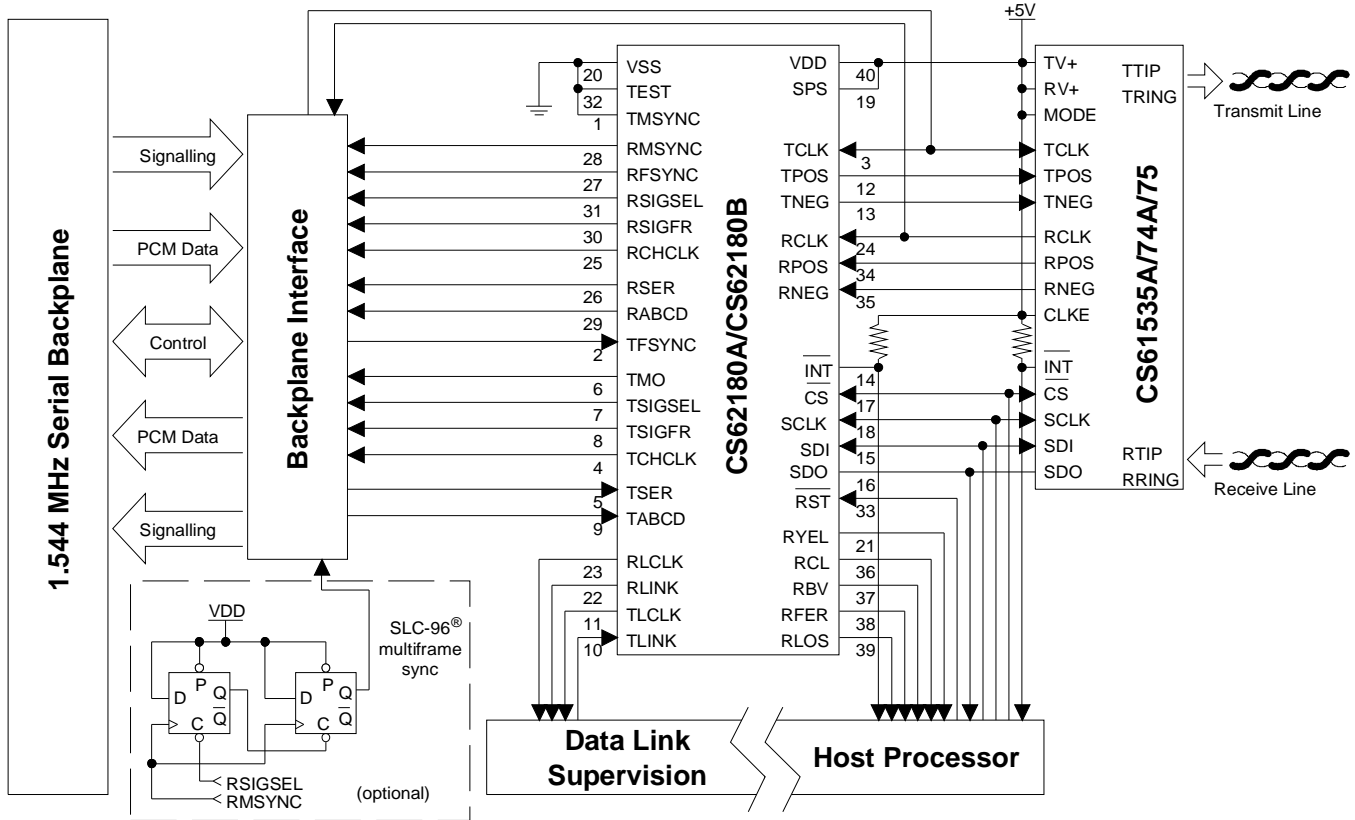 1.544 MHz Serial Backplane
Signalling
PCM Data
Control
PCM Data
Signalling
Backplane Interface
VSS
20
TEST
32
TMSYNC
1
RMSYNC
28
RFSYNC
27
RSIGSEL
31
RSIGFR
30
RCHCLK
25
RSER
26
RABCD
29
TFSYNC
2
TMO
6
TSIGSEL
7
TSIGFR
8
TCHCLK
4
TSER
5
TABCD
9
RLCLK
23
RLINK
22
TLCLK
11
TLINK
10
CS62180A/CS62180B
VDD
40
SPS
19
TCLK
3
TPOS
12
TNEG
13
RCLK
24
RPOS
34
RNEG
35
INT
14
CS
17
SCLK
18
SDI
15
SDO
16
RST
33
RYEL
21
RCL
36
RBV
37
RFER
38
RLOS
39
+5V
TV+
RV+
MODE
TCLK
TPOS
TNEG
RCLK
RPOS
RNEG
CLKE
INT
CS
SCLK
SDI
SDO
CS61535A/74A/75
TTIP
TRING
Transmit Line
RTIP
RRING
Receive Line
VDD
SLC-96®
multiframe
sync
D P Q
C Q
D P Q
C Q
RSIGSEL
RMSYNC
(optional)
Data Link
Supervision
Host Processor